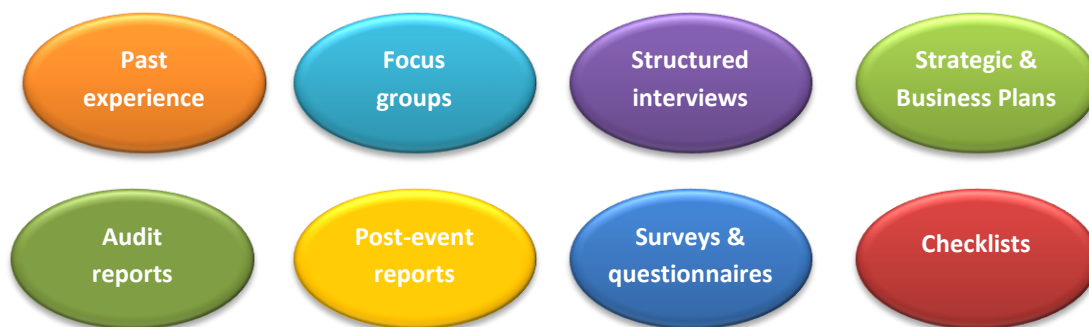 Past
experience
Focus
groups
Structured
interviews
Strategic &
Business Plans
Audit
reports
Post-event
reports
Surveys &
questionnaires
Checklists